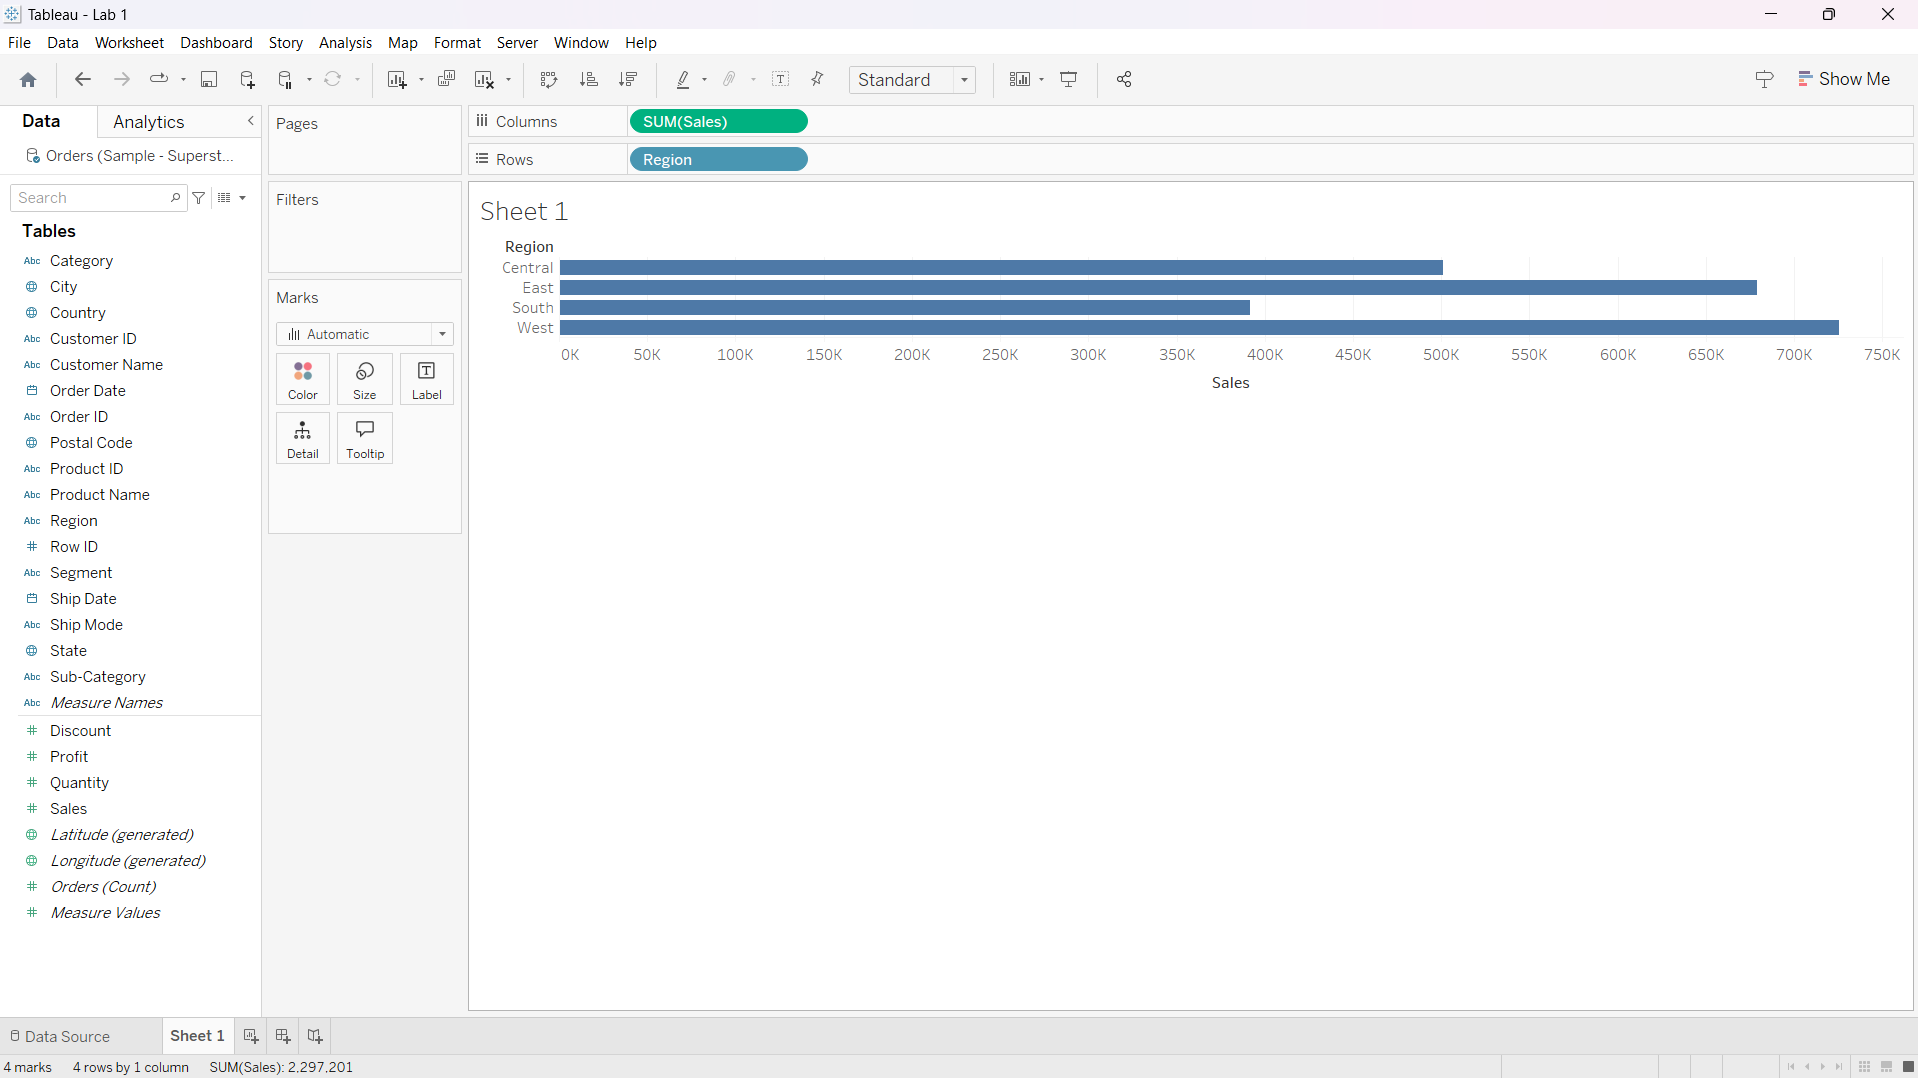 Tableau - Lab 1
File Data Worksheet Dashboard Story Analysis Map Format Server Window Help
Standard
Show Me
Data Analytics
Orders (Sample - Superst...
Search
Tables
Abc Category
City
Country
Abc Customer ID
Abc Customer Name
Order Date
Abc Order ID
Postal Code
Abc Product ID
Abc Product Name
Abc Region
# Row ID
Abc Segment
Ship Date
Abc Ship Mode
State
Abc Sub-Category
Abc Measure Names
# Discount
# Profit
# Quantity
# Sales
Latitude (generated)
Longitude (generated)
# Orders (Count)
# Measure Values
Pages
Filters
Marks
Automatic
Color Size Label
Detail Tooltip
Columns SUM(Sales)
Rows Region
Sheet 1
Region
Central
East
South
West
0K 50K 100K 150K 200K 250K 300K 350K 400K 450K 500K 550K 600K 650K 700K 750K
Sales
Data Source Sheet 1
4 marks 4 rows by 1 column SUM(Sales): 2,297,201